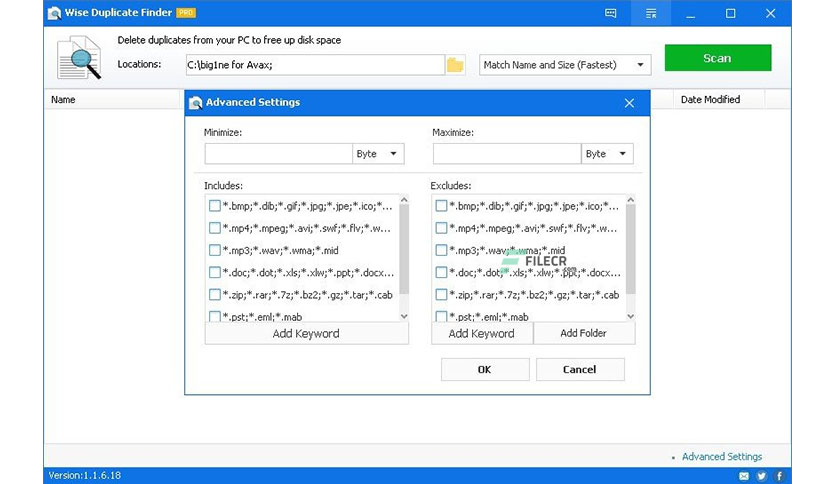 Wise Duplicate Finder PRO
Delete duplicates from your PC to free up disk space
Locations: C:\big1ne for Avax; Match Name and Size (Fastest) Scan
Name Date Modified
Advanced Settings
Minimize: Maximize:
Byte Byte
Includes: Excludes:
*.bmp;*.dib;*.gif;*.jpg;*.jpe;*.ico;*... *.bmp;*.dib;*.gif;*.jpg;*.jpe;*.ico;*...
*.mp4;*.mpeg;*.avi;*.swf;*.flv;*.w... *.mp4;*.mpeg;*.avi;*.swf;*.flv;*.w...
*.mp3;*.wav;*.wma;*.mid *.mp3;*.wav;*.wma;*.mid
FILECR
.com
*.doc;*.dot;*.xls;*.xlw;*.ppt;*.docx... *.doc;*.dot;*.xls;*.xlw;*.ppt;*.docx...
*.zip;*.rar;*.7z;*.bz2;*.gz;*.tar;*.cab *.zip;*.rar;*.7z;*.bz2;*.gz;*.tar;*.cab
*.pst;*.eml;*.mab *.pst;*.eml;*.mab
Add Keyword Add Keyword Add Folder
OK Cancel
Advanced Settings
Version:1.1.6.18